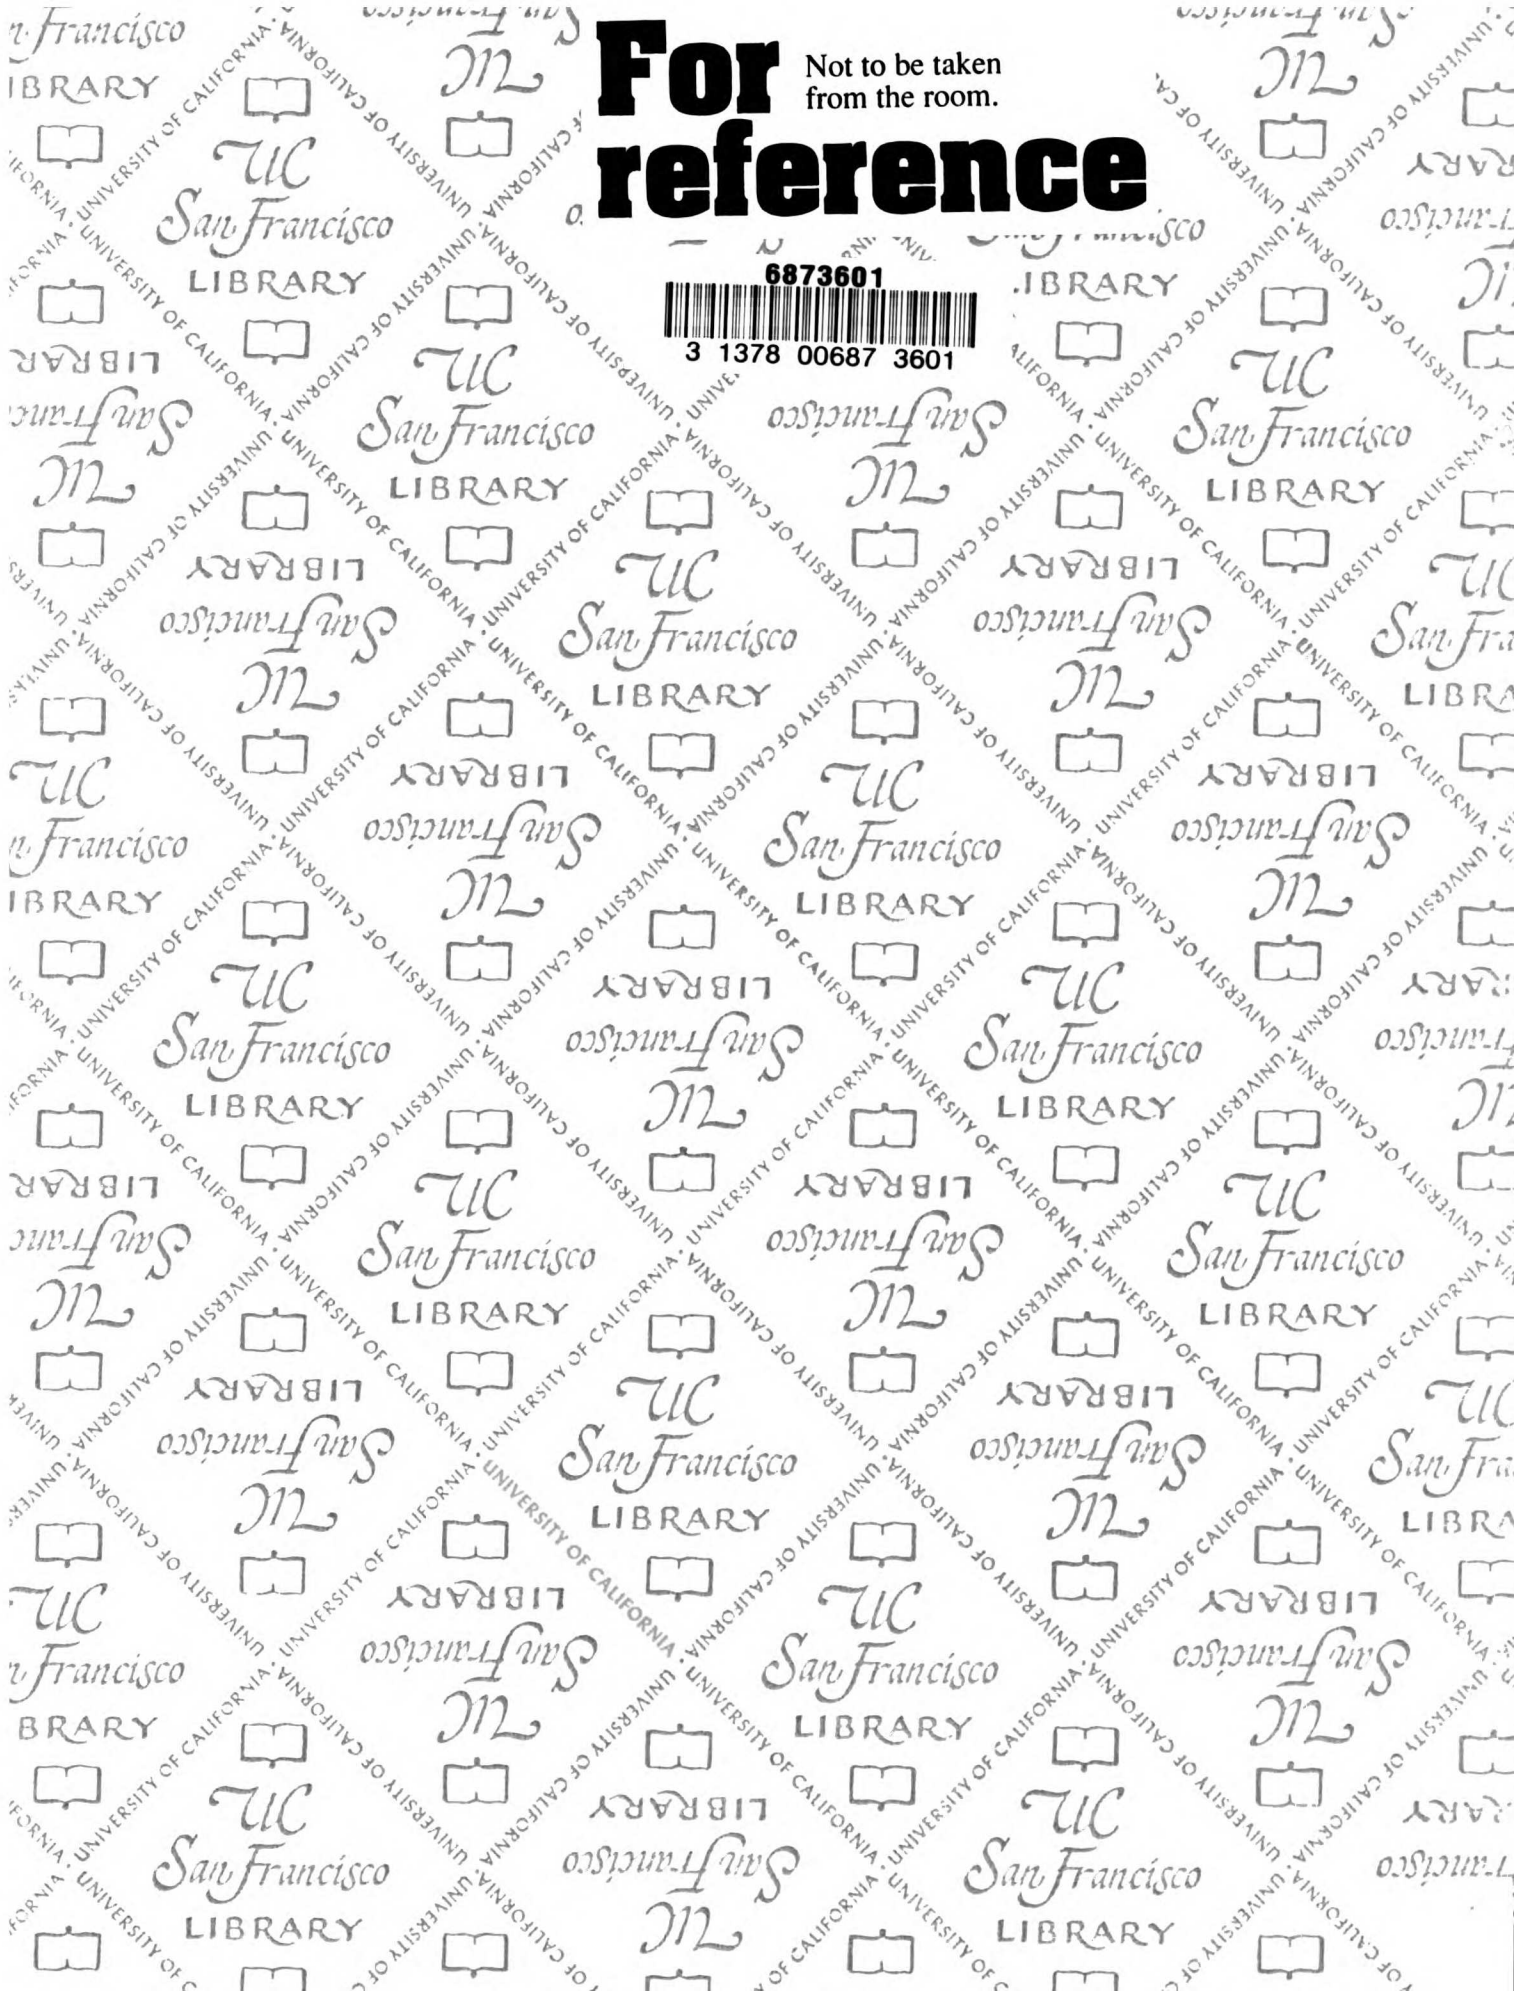 For
Not to be taken
from the room.
reference
6873601
3 1378 00687 3601
UC
San Francisco
LIBRARY
UNIVERSITY OF CALIFORNIA